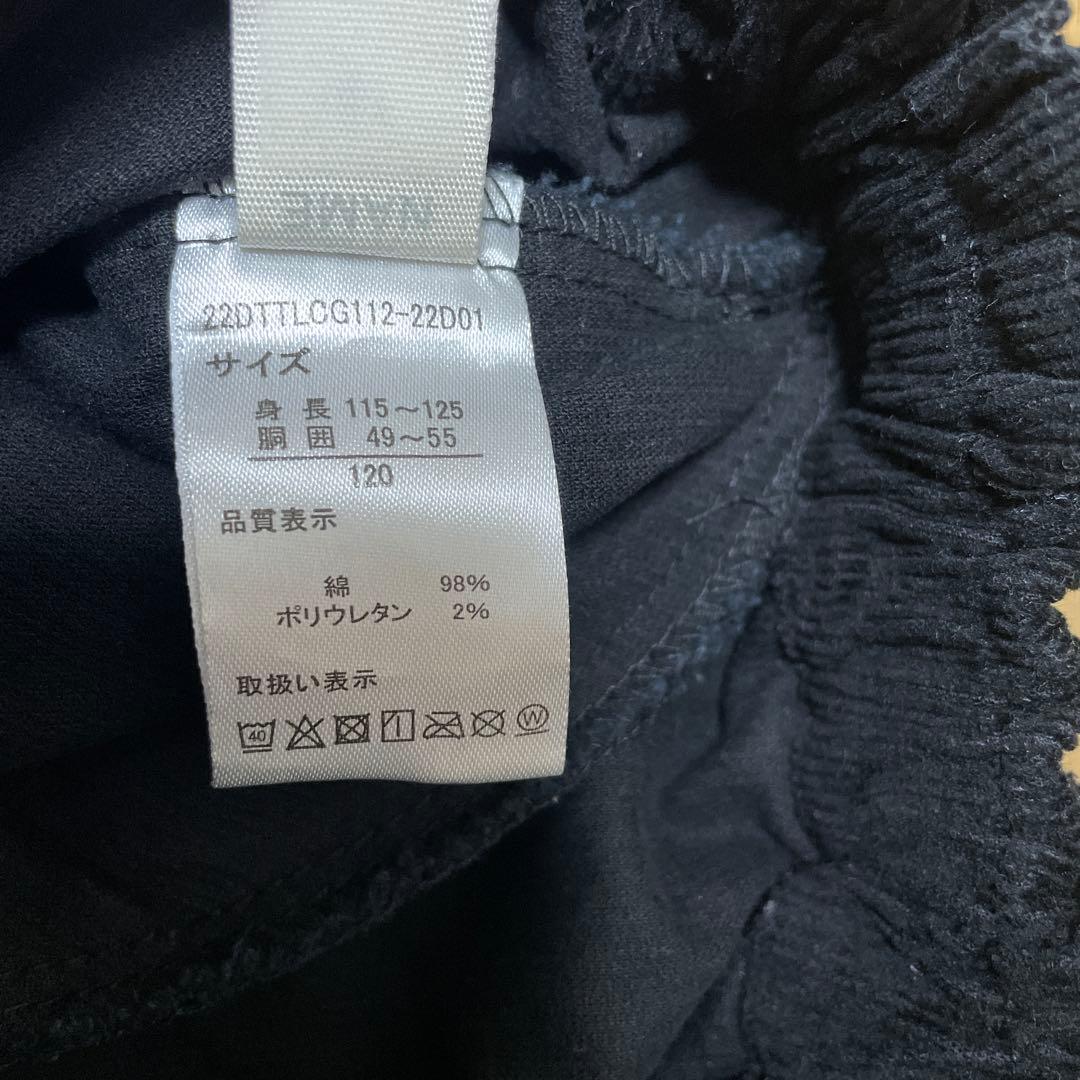 22DTTLCG112-22D01
サイズ
身長 115～125
胴囲 49～55
120
品質表示
綿 98%
ポリウレタン 2%
取扱い表示
40
W